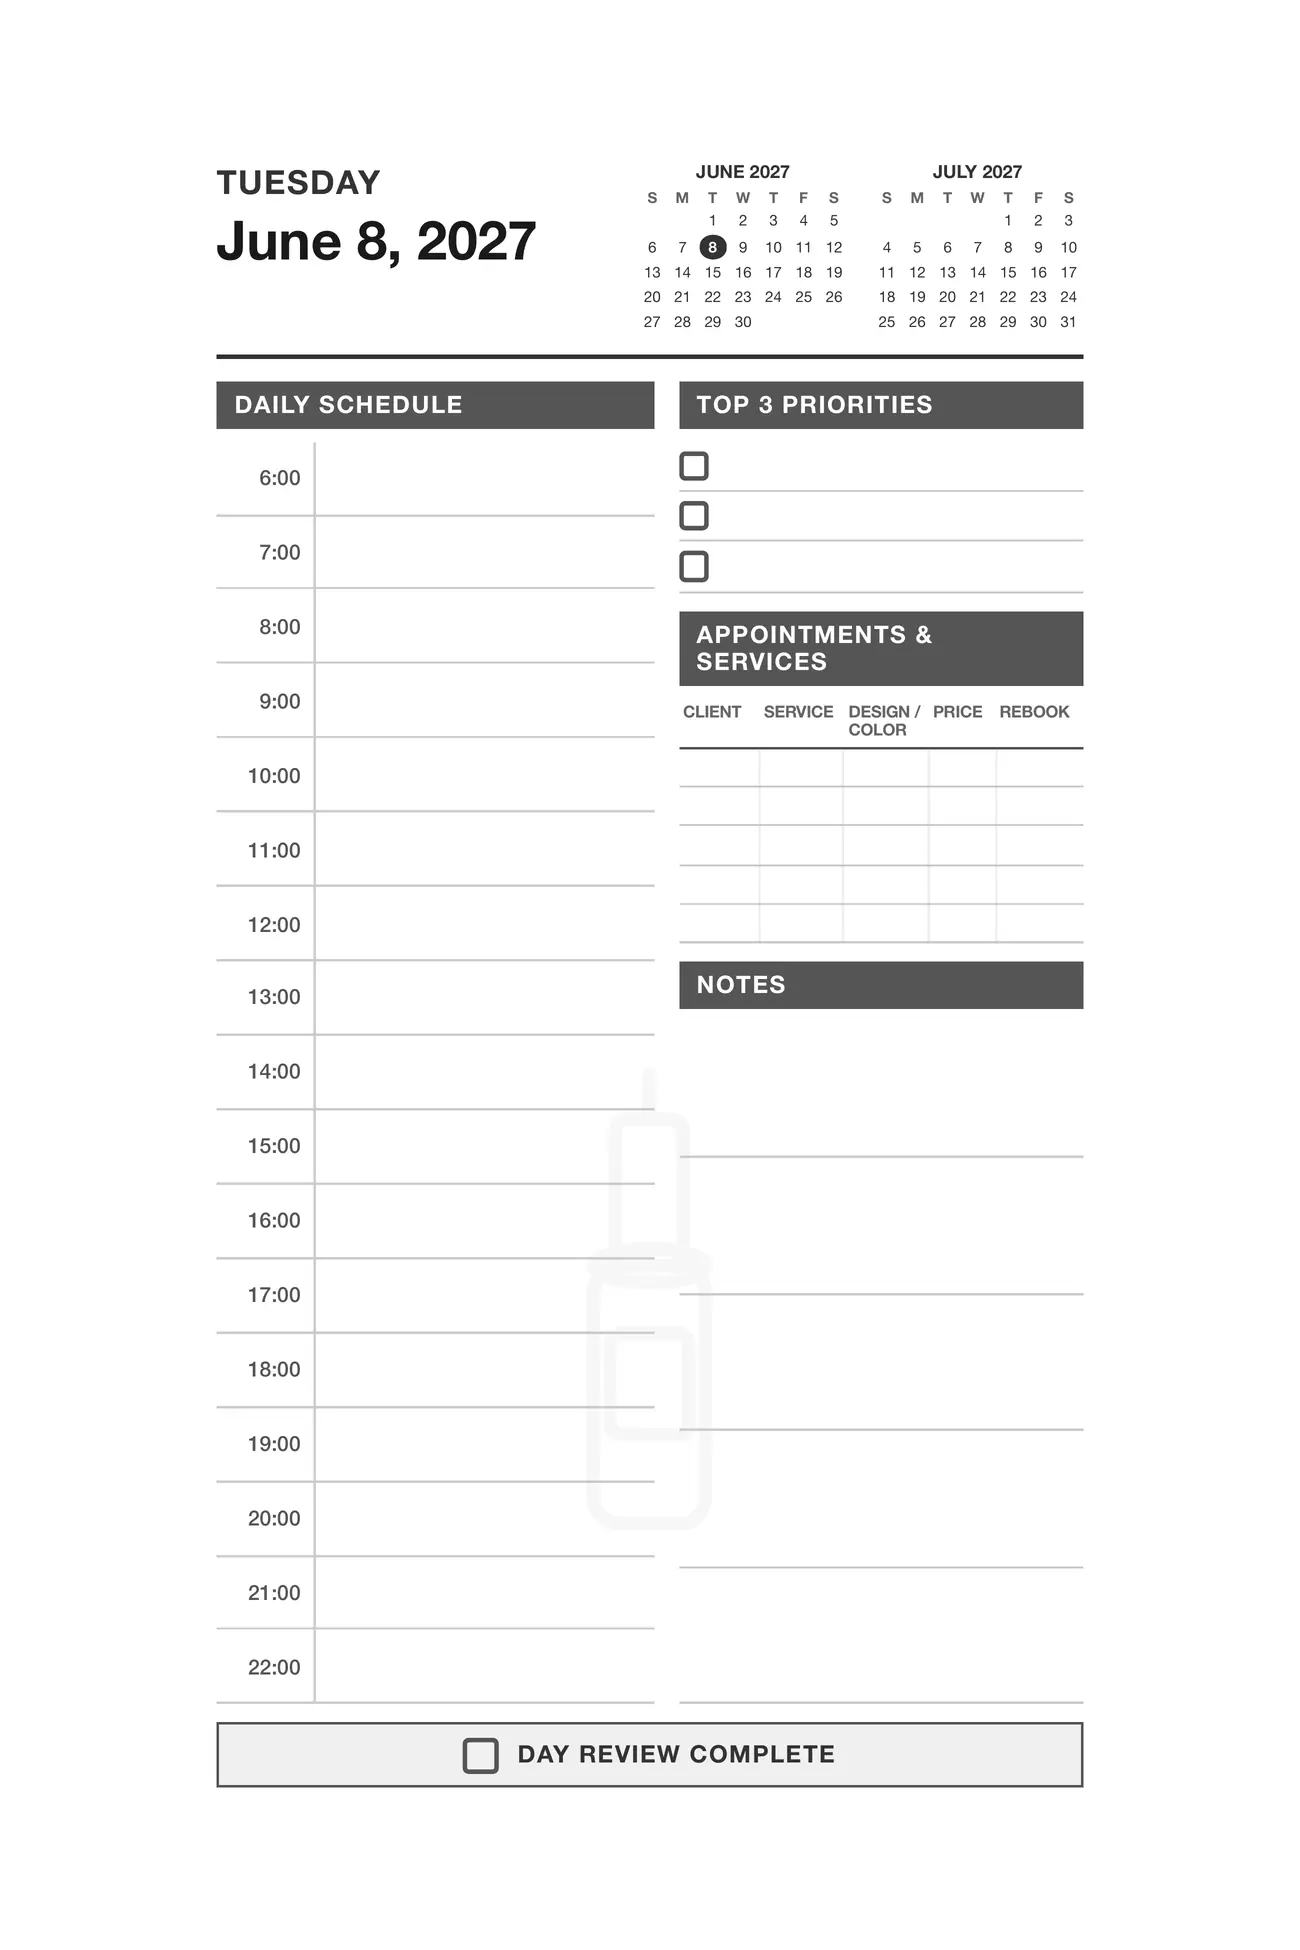 TUESDAY
June 8, 2027
JUNE 2027
S M T W T F S
1 2 3 4 5
6 7 8 9 10 11 12
13 14 15 16 17 18 19
20 21 22 23 24 25 26
27 28 29 30
JULY 2027
S M T W T F S
1 2 3
4 5 6 7 8 9 10
11 12 13 14 15 16 17
18 19 20 21 22 23 24
25 26 27 28 29 30 31
DAILY SCHEDULE
6:00
7:00
8:00
9:00
10:00
11:00
12:00
13:00
14:00
15:00
16:00
17:00
18:00
19:00
20:00
21:00
22:00
TOP 3 PRIORITIES
APPOINTMENTS &
SERVICES
CLIENT SERVICE DESIGN / PRICE REBOOK
COLOR
NOTES
DAY REVIEW COMPLETE